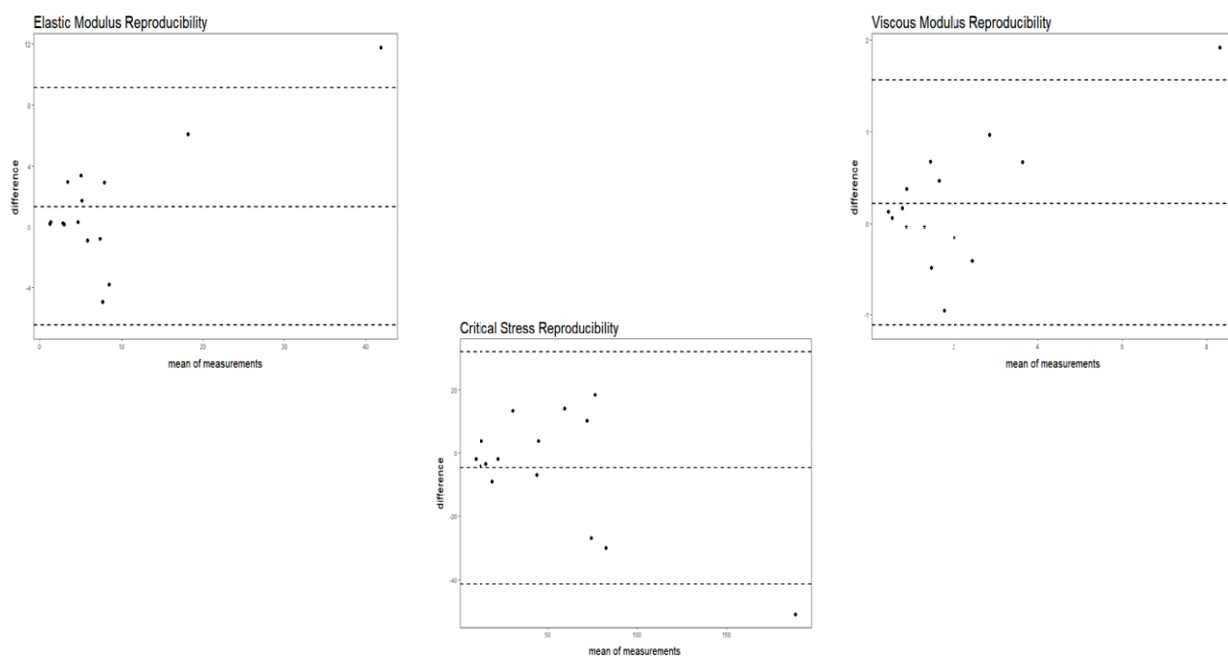 Elastic Modulus Reproducibility
12
8
4
0
-4
difference
0
10
20
30
40
mean of measurements
Viscous Modulus Reproducibility
2
1
0
-1
difference
2
4
6
8
mean of measurements
Critical Stress Reproducibility
20
0
-20
-40
difference
50
100
150
mean of measurements